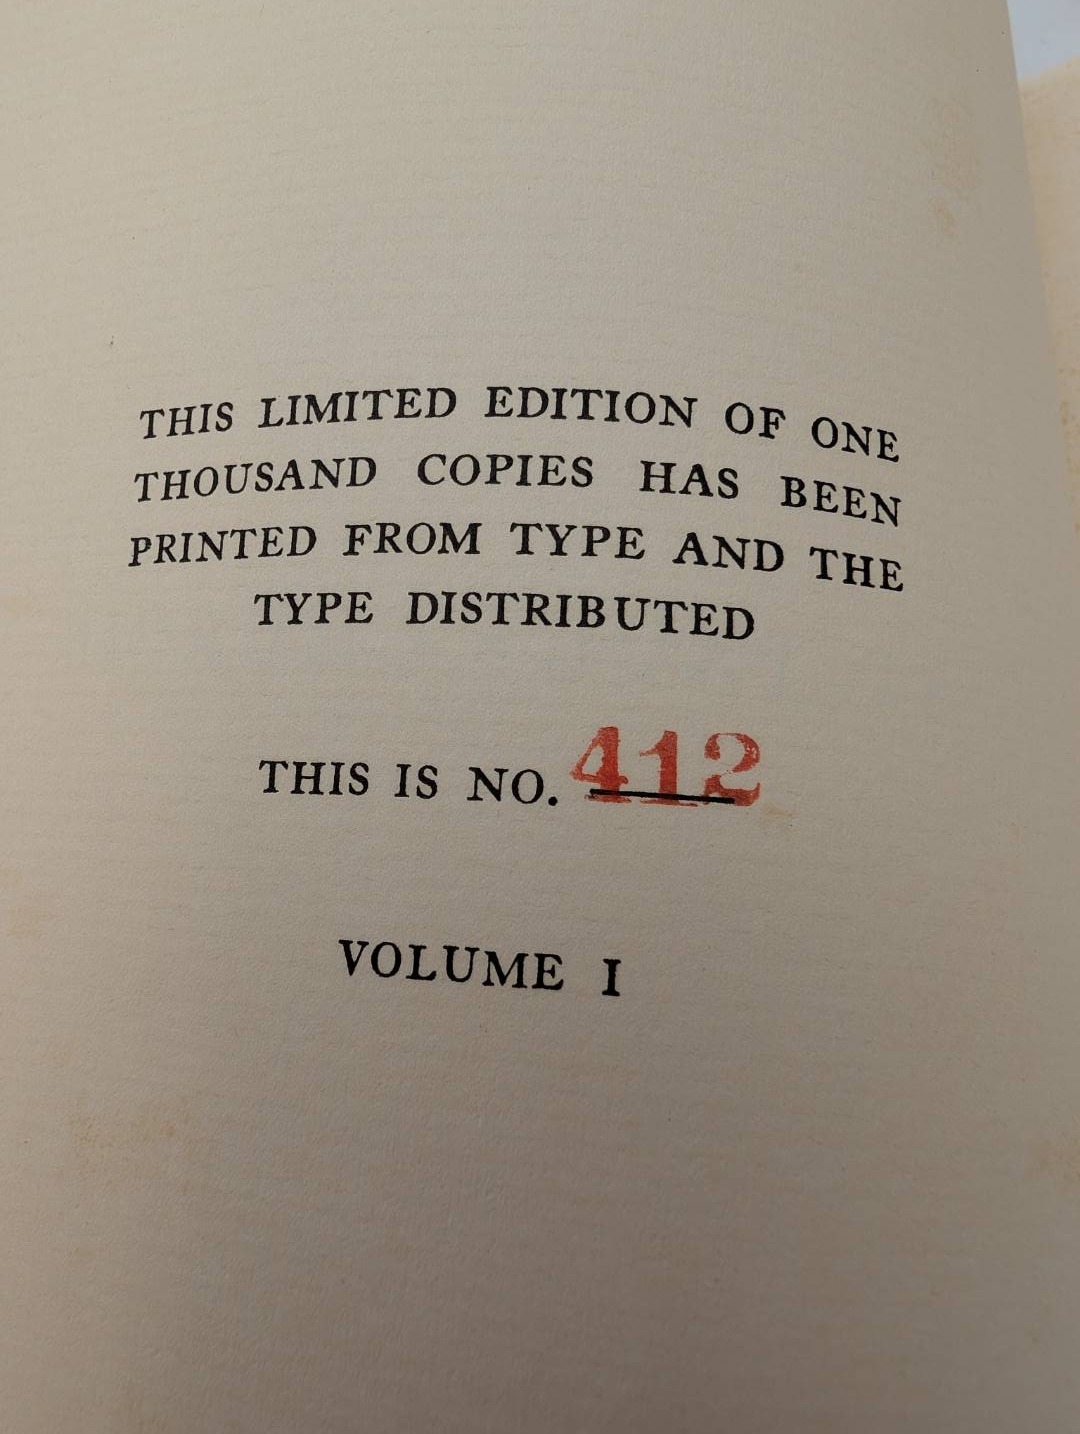 THIS LIMITED EDITION OF ONE
THOUSAND COPIES HAS BEEN
PRINTED FROM TYPE AND THE
TYPE DISTRIBUTED
THIS IS NO. 412
VOLUME I